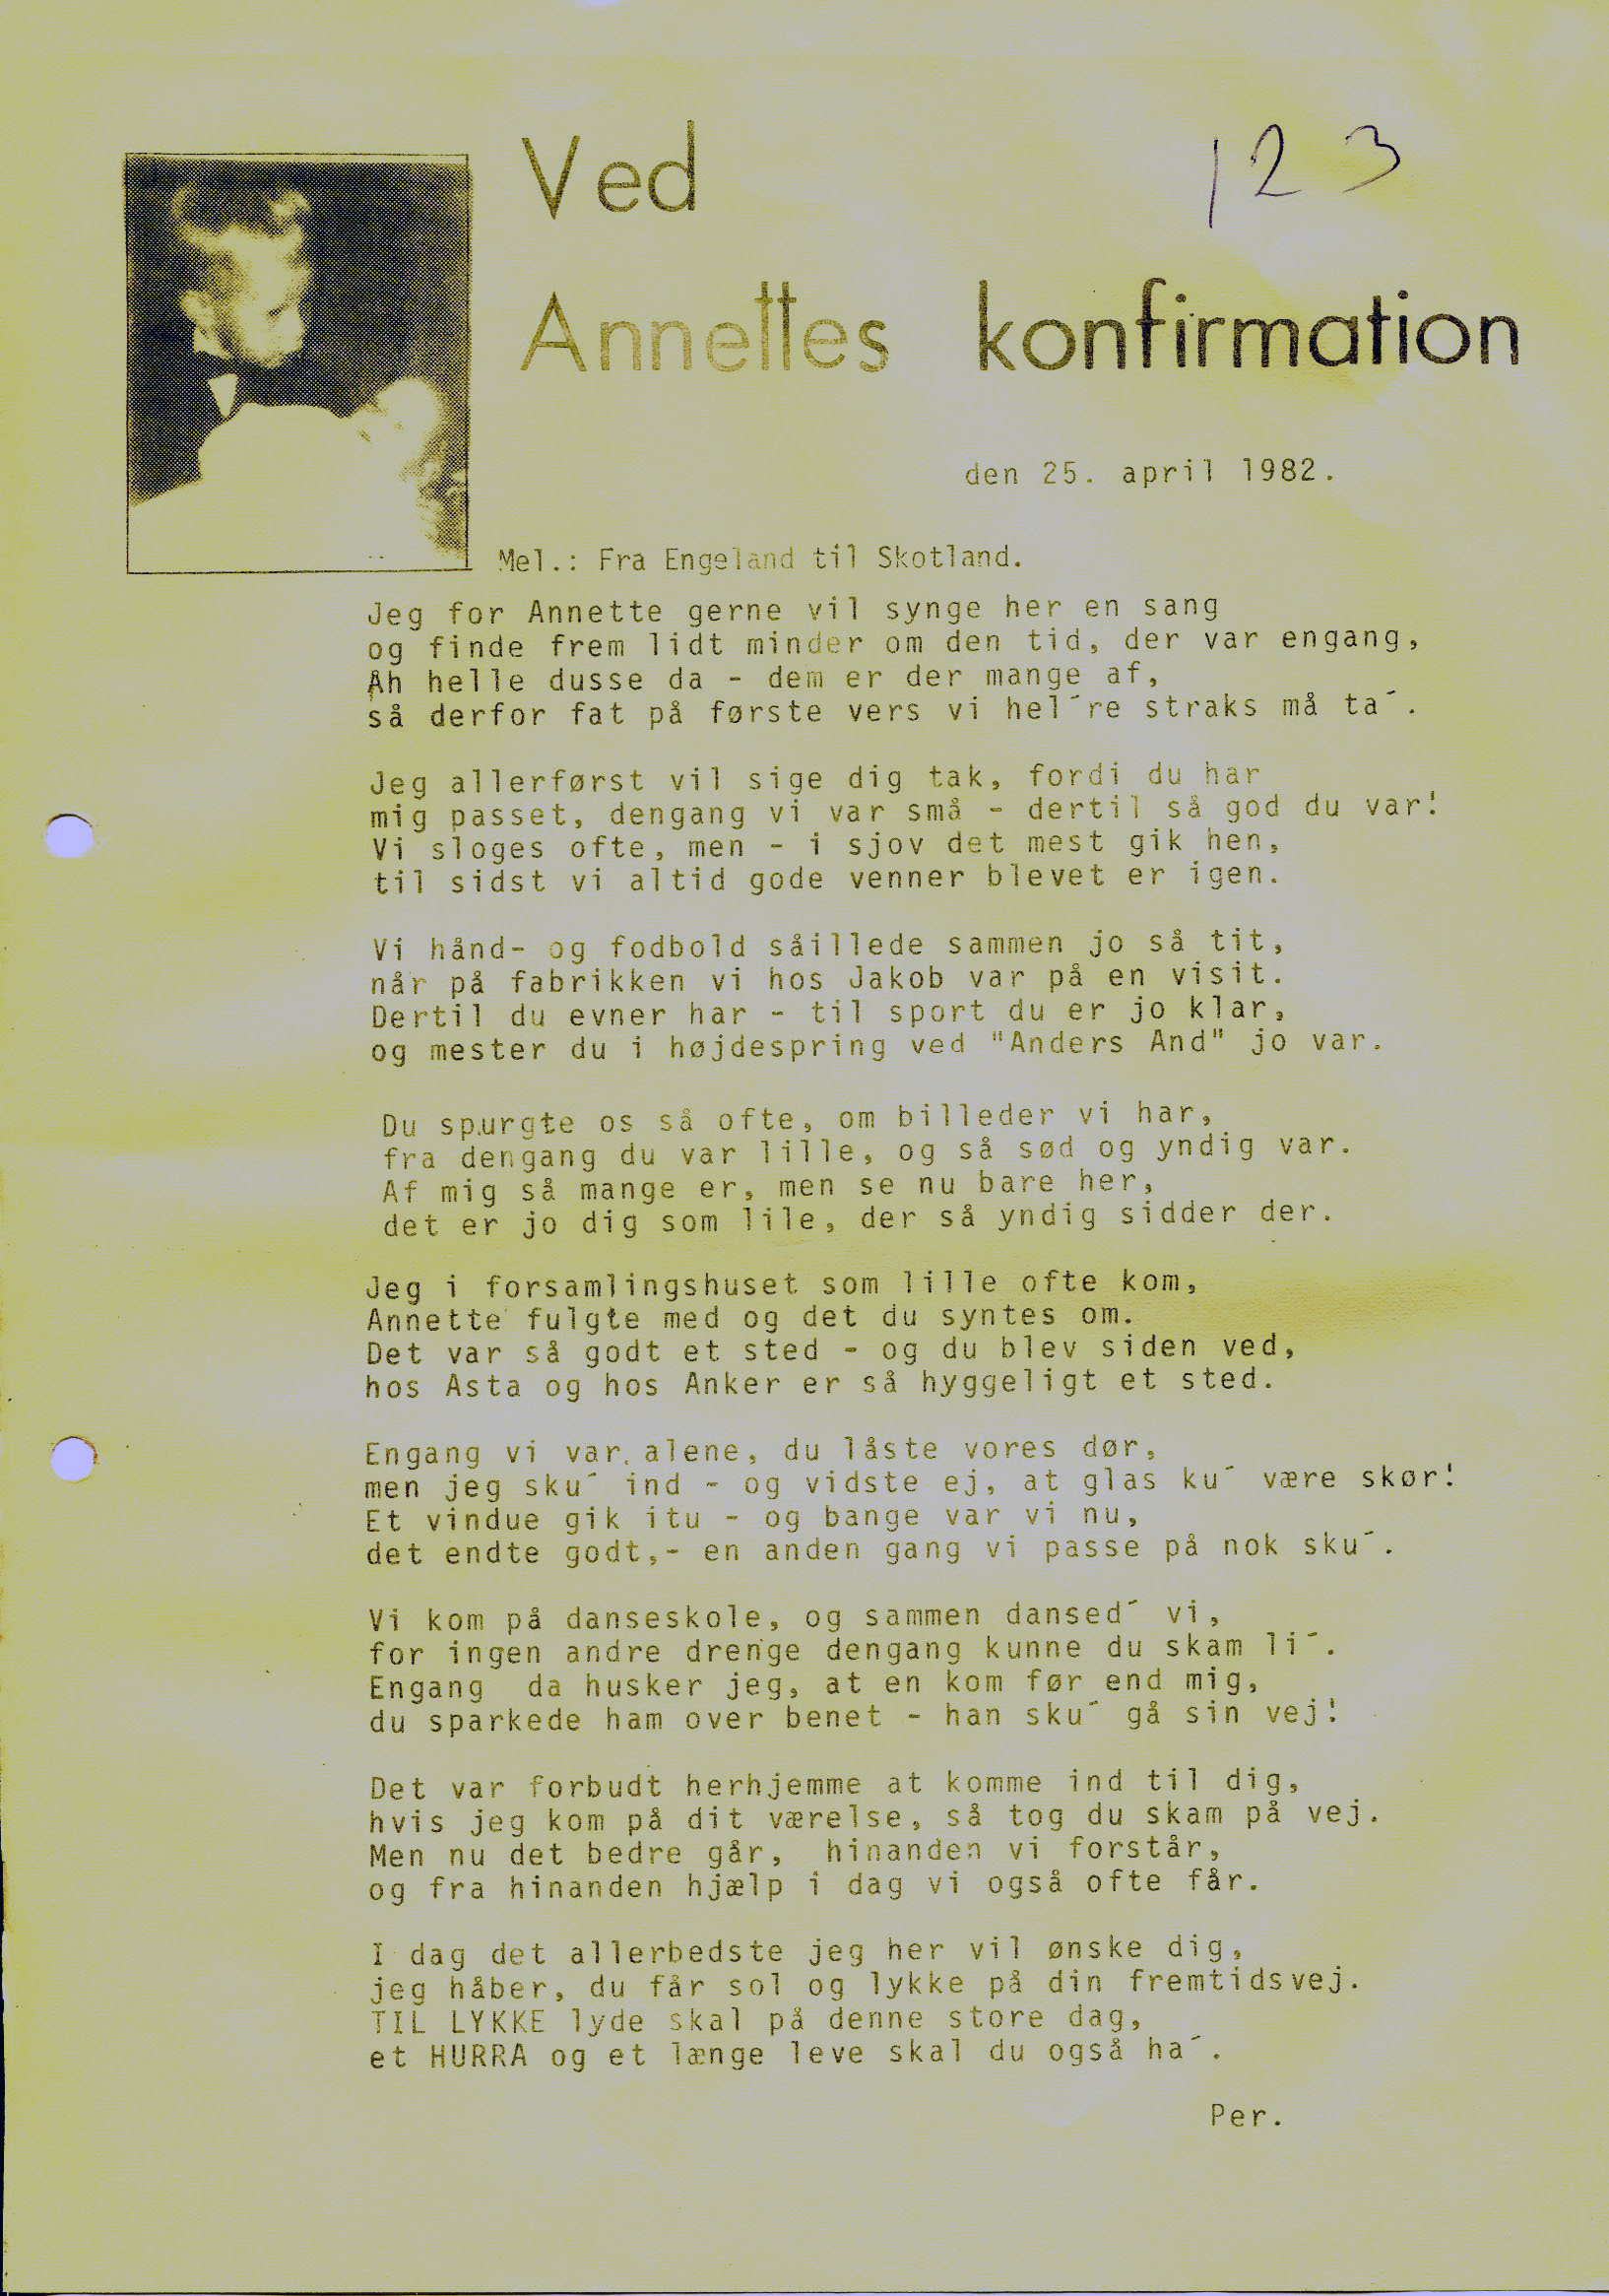 Ved
123
Annettes konfirmation
den 25. april 1982.
Mel.: Fra Engeland til Skotland.
Jeg for Annette gerne vil synge her en sang
og finde frem lidt minder om den tid, der var engang,
Åh helle dusse da - dem er der mange af,
så derfor fat på første vers vi hel´re straks må ta´.
Jeg allerførst vil sige dig tak, fordi du har
mig passet, dengang vi var små - dertil så god du var!
Vi sloges ofte, men - i sjov det mest gik hen,
til sidst vi altid gode venner blevet er igen.
Vi hånd- og fodbold såillede sammen jo så tit,
når på fabrikken vi hos Jakob var på en visit.
Dertil du evner har - til sport du er jo klar,
og mester du i højdespring ved "Anders And" jo var.
Du spurgte os så ofte, om billeder vi har,
fra dengang du var lille, og så sød og yndig var.
Af mig så mange er, men se nu bare her,
det er jo dig som lile, der så yndig sidder der.
Jeg i forsamlingshuset som lille ofte kom,
Annette fulgte med og det du syntes om.
Det var så godt et sted - og du blev siden ved,
hos Asta og hos Anker er så hyggeligt et sted.
Engang vi var alene, du låste vores dør,
men jeg sku´ ind - og vidste ej, at glas ku´ være skør!
Et vindue gik itu - og bange var vi nu,
det endte godt,- en anden gang vi passe på nok sku´.
Vi kom på danseskole, og sammen dansed´ vi,
for ingen andre drenge dengang kunne du skam li´.
Engang da husker jeg, at en kom før end mig,
du sparkede ham over benet - han sku´ gå sin vej!
Det var forbudt herhjemme at komme ind til dig,
hvis jeg kom på dit værelse, så tog du skam på vej.
Men nu det bedre går, hinanden vi forstår,
og fra hinanden hjælp i dag vi også ofte får.
I dag det allerbedste jeg her vil ønske dig,
jeg håber, du får sol og lykke på din fremtidsvej.
TIL LYKKE lyde skal på denne store dag,
et HURRA og et længe leve skal du også ha´.
Per.